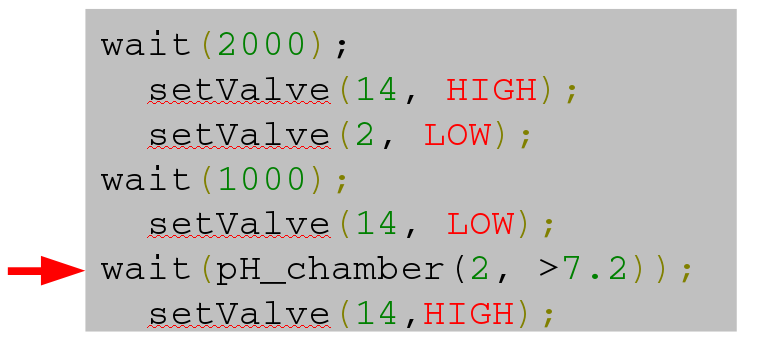 wait(2000);
setValve(14, HIGH);
setValve(2, LOW);
wait(1000);
setValve(14, LOW);
wait(pH_chamber(2, >7.2));
setValve(14,HIGH);